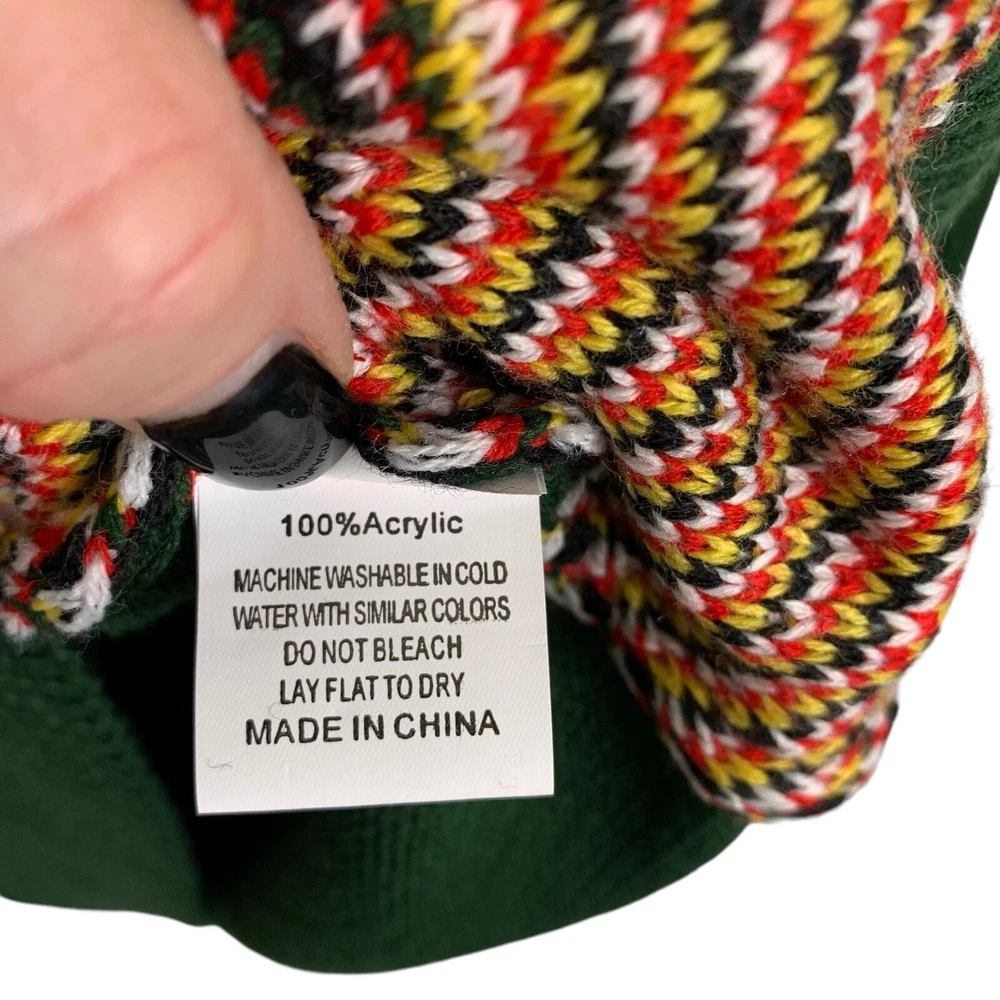 100%Acrylic
MACHINE WASHABLE IN COLD
WATER WITH SIMILAR COLORS
DO NOT BLEACH
LAY FLAT TO DRY
MADE IN CHINA